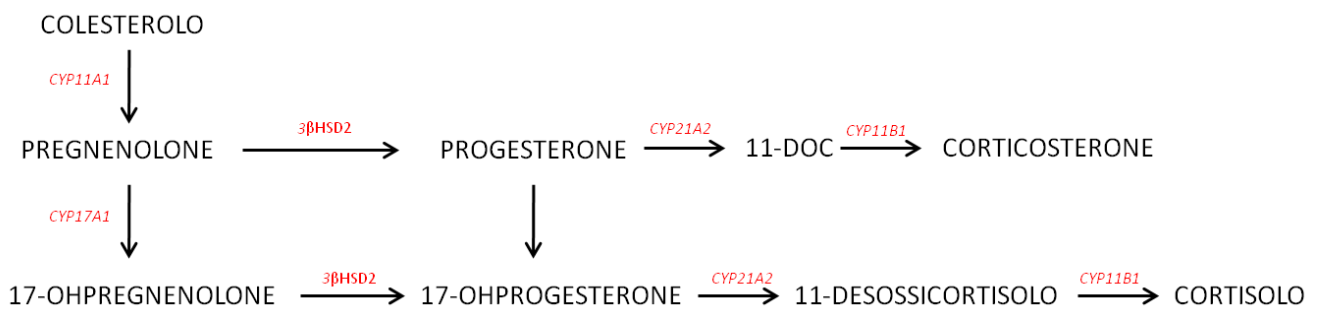 COLESTEROLO
CYP11A1
3βHSD2 CYP21A2 CYP11B1
PREGNENOLONE PROGESTERONE 11-DOC CORTICOSTERONE
CYP17A1
3βHSD2 CYP21A2 CYP11B1
17-OHPREGNENOLONE 17-OHPROGESTERONE 11-DESOSSICORTISOLO CORTISOLO